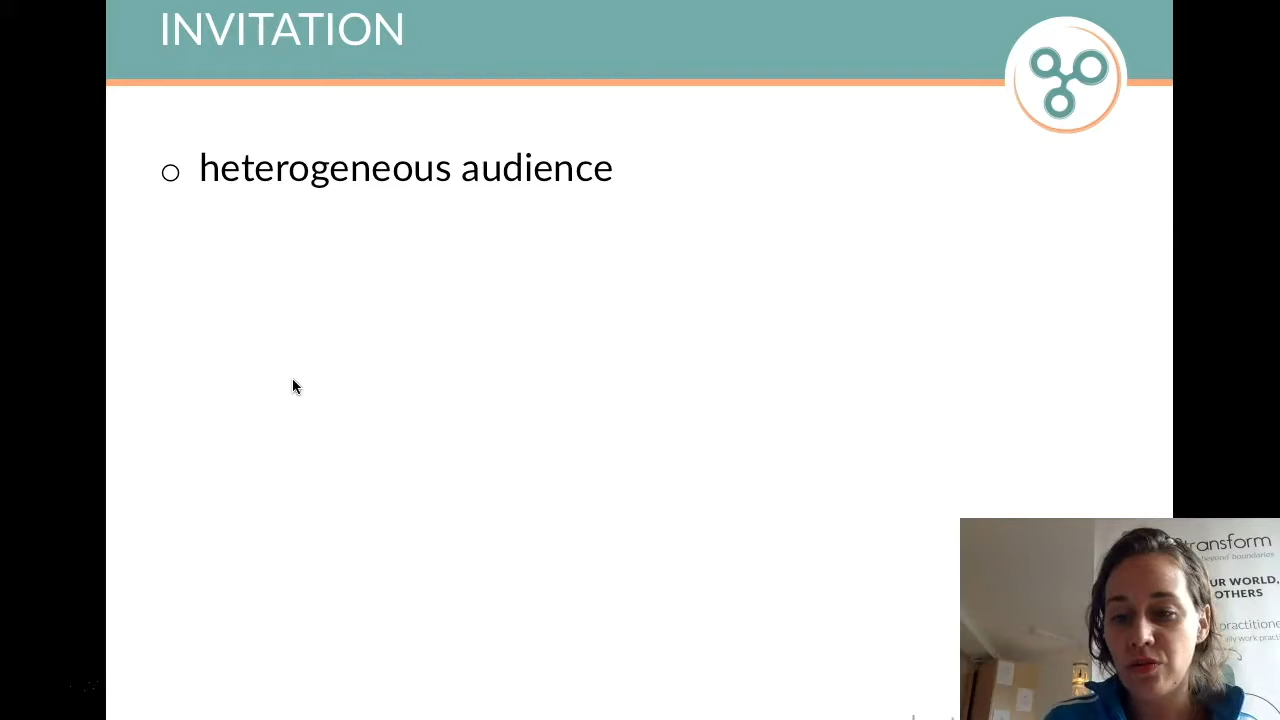 INVITATION
heterogeneous audience
transform
beyond boundaries
UR WORLD,
OTHERS
practitione